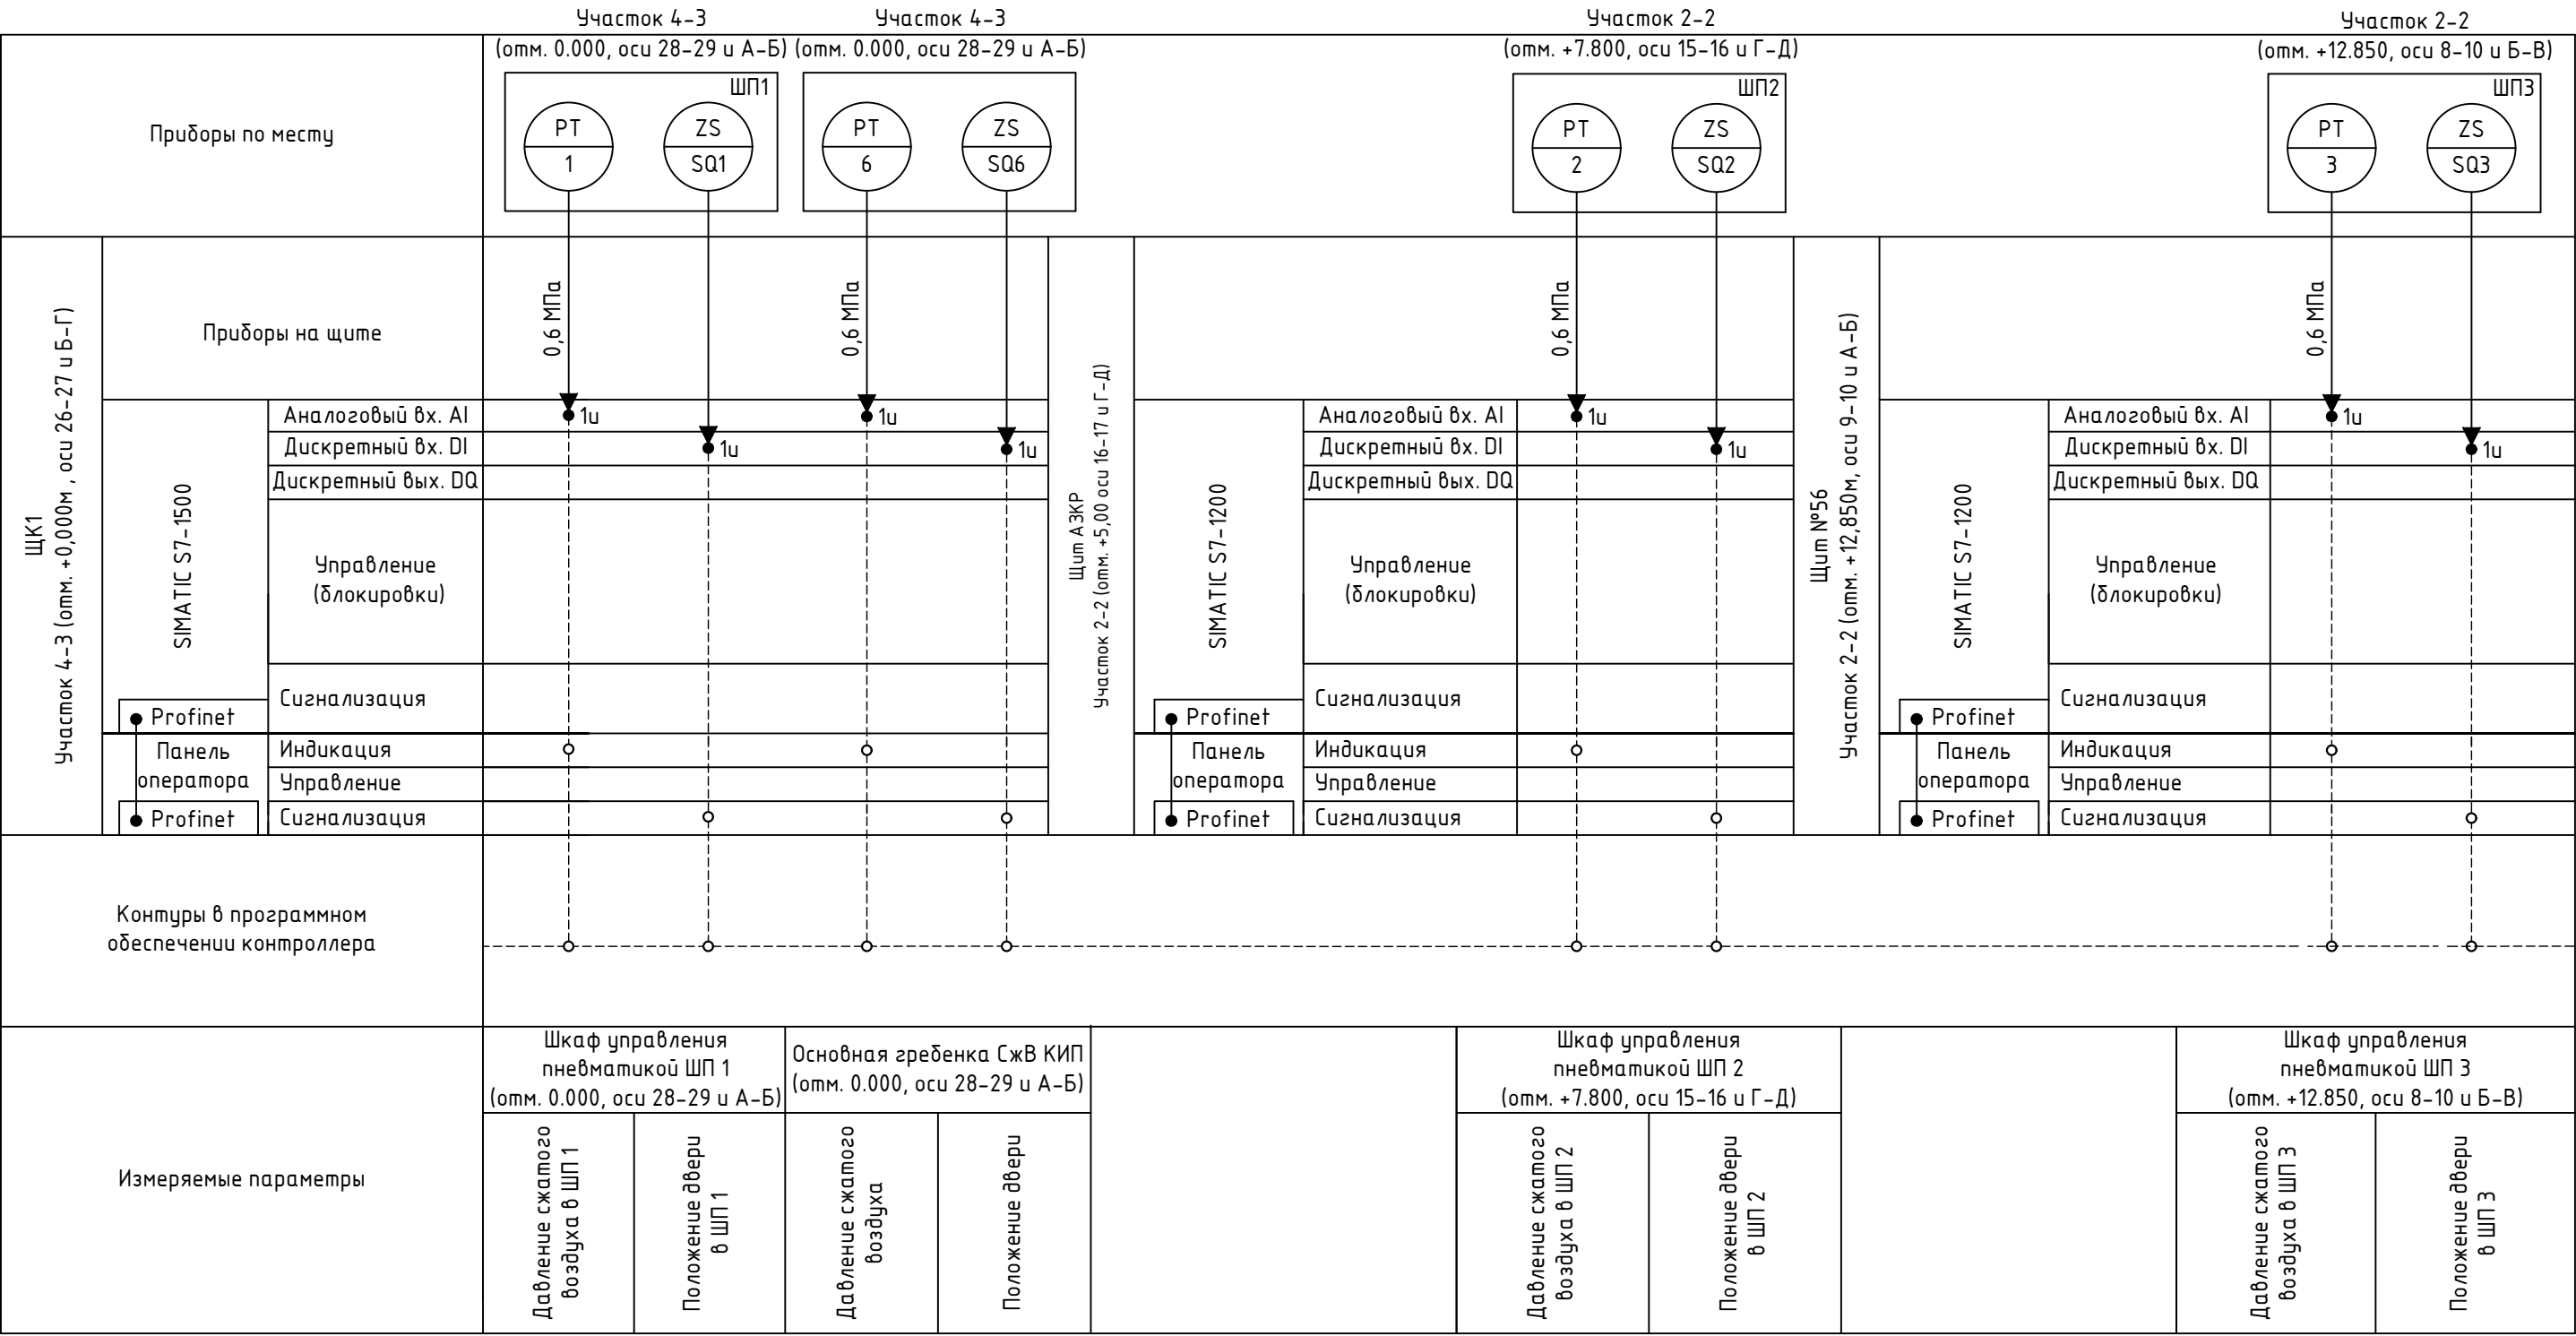 Участок 4-3
(отм. 0.000, оси 28-29 и А-Б)
Участок 4-3
(отм. 0.000, оси 28-29 и А-Б)
Участок 2-2
(отм. +7.800, оси 15-16 и Г-Д)
Участок 2-2
(отм. +12.850, оси 8-10 и Б-В)
Приборы по месту
ШП1
PT
1
ZS
SQ1
PT
6
ZS
SQ6
ШП2
PT
2
ZS
SQ2
ШП3
PT
3
ZS
SQ3
ЩК1
Участок 4-3 (отм. +0,000м , оси 26-27 и Б-Г)
Приборы на щите
0,6 МПа
0,6 МПа
SIMATIC S7-1500
Аналоговый вх. AI
1и
1и
Дискретный вх. DI
1и
1и
Дискретный вых. DQ
Управление
(блокировки)
Сигнализация
Profinet
Панель
оператора
Индикация
Управление
Profinet
Сигнализация
Щит АЗКР
Участок 2-2 (отм. +5,00 оси 16-17 и Г-Д)
0,6 МПа
SIMATIC S7-1200
Аналоговый вх. AI
1и
Дискретный вх. DI
1и
Дискретный вых. DQ
Управление
(блокировки)
Сигнализация
Profinet
Панель
оператора
Индикация
Управление
Profinet
Сигнализация
Щит №56
Участок 2-2 (отм. +12,850м, оси 9-10 и А-Б)
0,6 МПа
SIMATIC S7-1200
Аналоговый вх. AI
1и
Дискретный вх. DI
1и
Дискретный вых. DQ
Управление
(блокировки)
Сигнализация
Profinet
Панель
оператора
Индикация
Управление
Profinet
Сигнализация
Контуры в программном
обеспечении контроллера
Измеряемые параметры
Шкаф управления
пневматикой ШП 1
(отм. 0.000, оси 28-29 и А-Б)
Давление сжатого
воздуха в ШП 1
Положение двери
в ШП 1
Основная гребенка СжВ КИП
(отм. 0.000, оси 28-29 и А-Б)
Давление сжатого
воздуха
Положение двери
Шкаф управления
пневматикой ШП 2
(отм. +7.800, оси 15-16 и Г-Д)
Давление сжатого
воздуха в ШП 2
Положение двери
в ШП 2
Шкаф управления
пневматикой ШП 3
(отм. +12.850, оси 8-10 и Б-В)
Давление сжатого
воздуха в ШП 3
Положение двери
в ШП 3